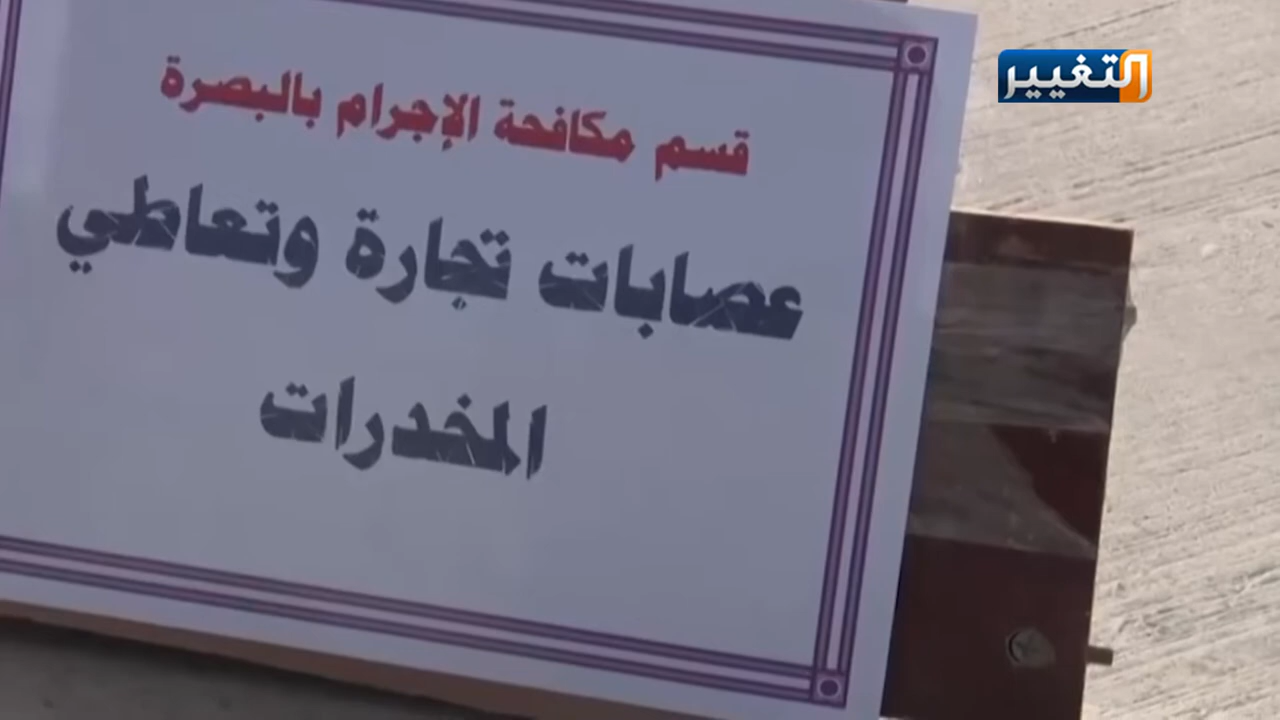 التغيير
قسم مكافحة الإجرام بالبصرة
عصابات تجارة وتعاطي
المخدرات